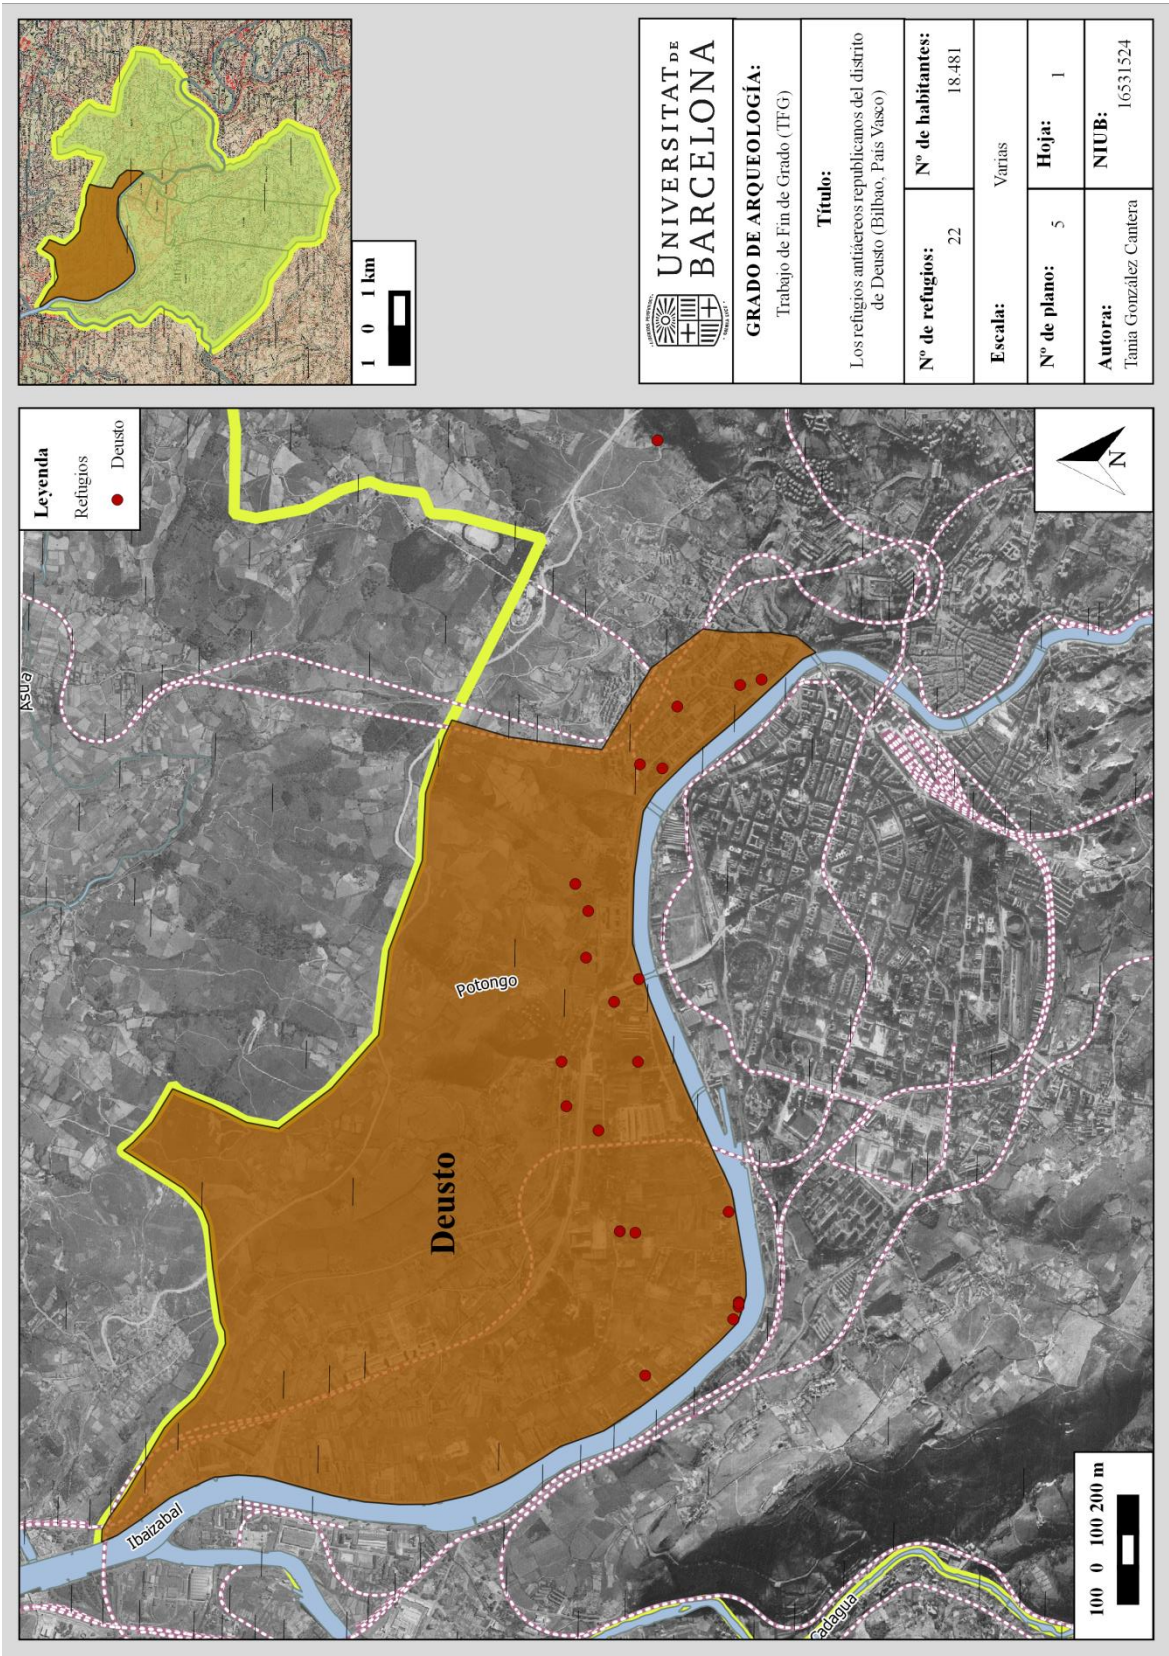 Leyenda
Refugios
Deusto
Asua
Potongo
Deusto
Ibaizabal
Cadagua
N
100 0 100 200 m
1 0 1 km
UNIVERSITAT DE
BARCELONA
GRADO DE ARQUEOLOGÍA:
Trabajo de Fin de Grado (TFG)
Título:
Los refugios antiáereos republicanos del distrito
de Deusto (Bilbao, País Vasco)
Nº de refugios:
22
Nº de habitantes:
18.481
Escala:
Varias
Nº de plano:
5
Hoja:
1
Autora:
Tania González Cantera
NIUB:
16531524